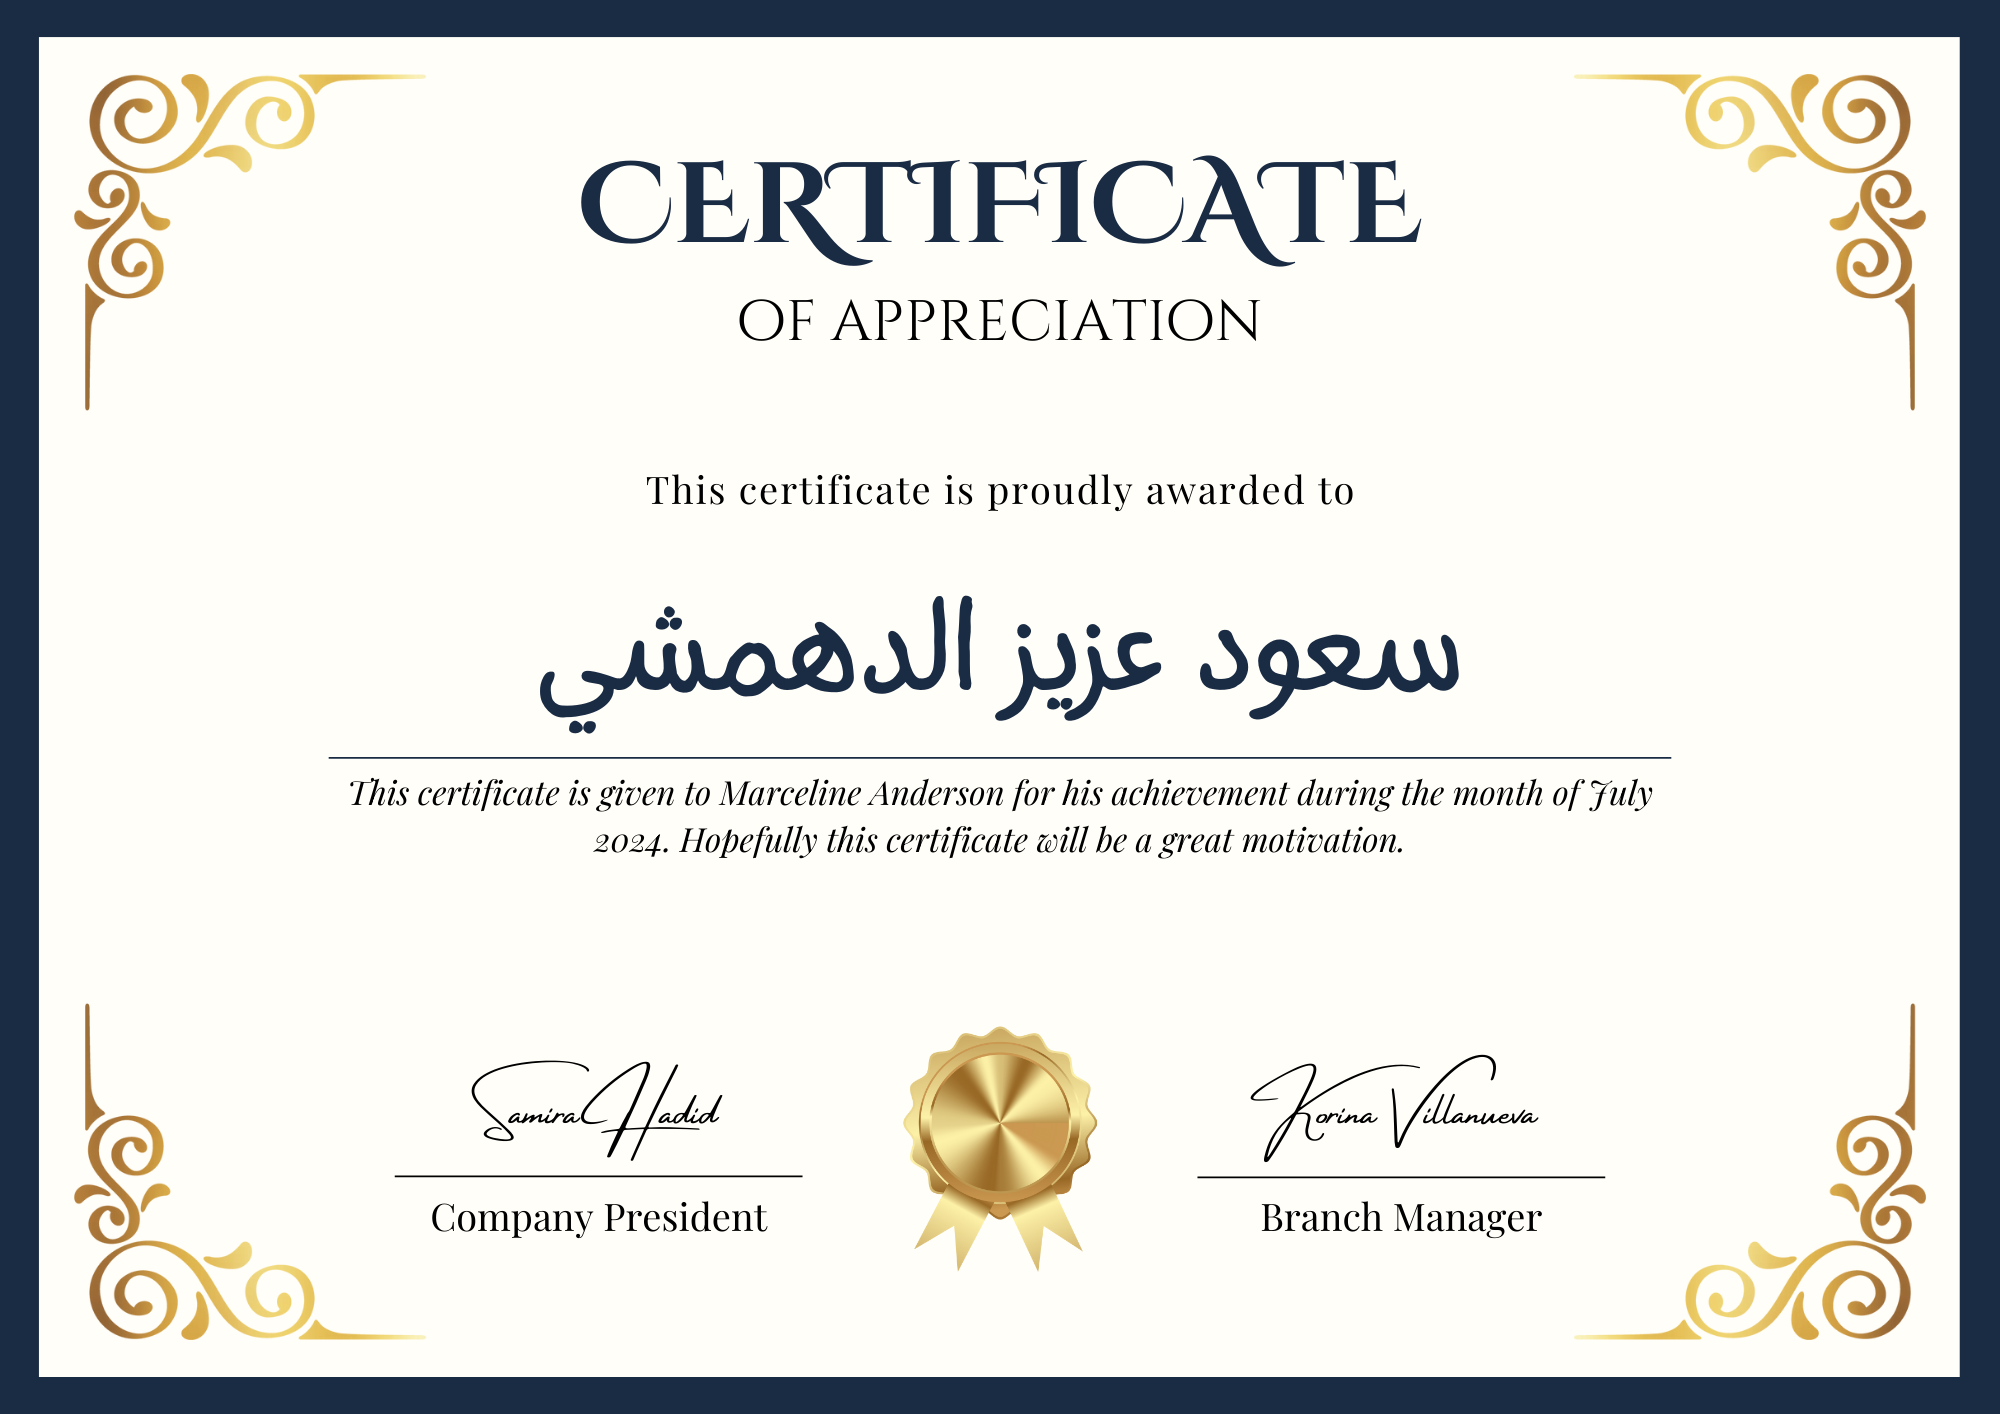 CERTIFICATE
OF APPRECIATION
This certificate is proudly awarded to
سعود عزيز الدهمشي
This certificate is given to Marceline Anderson for his achievement during the month of July
2024. Hopefully this certificate will be a great motivation.
Samira Hadid
Korina Villanueva
Company President
Branch Manager